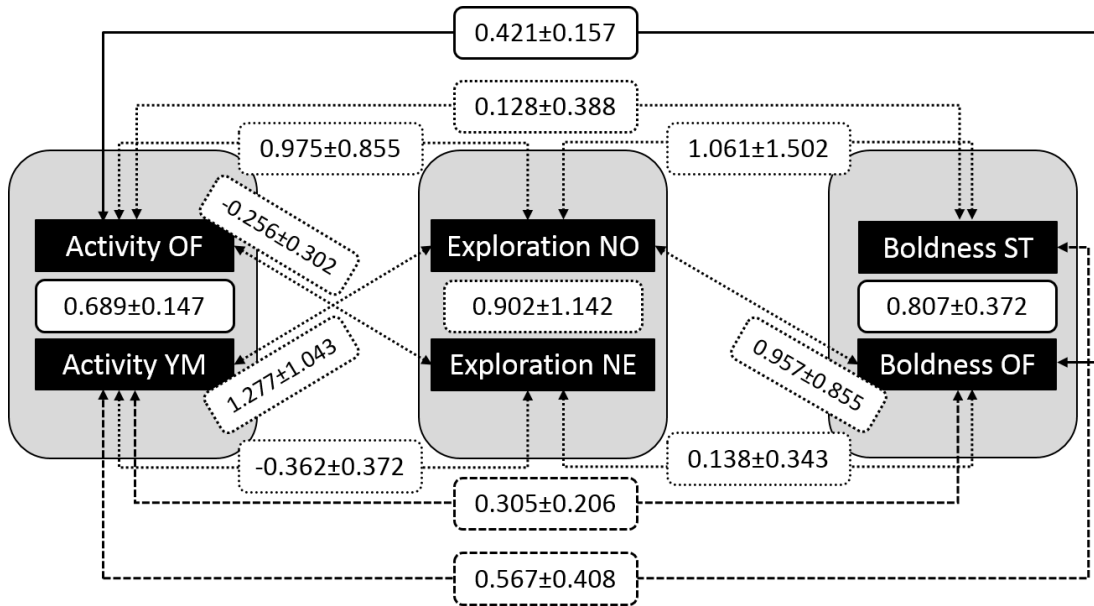 0.421±0.157
0.128±0.388
0.975±0.855
1.061±1.502
-0.256±0.302
Activity OF
Exploration NO
Boldness ST
0.689±0.147
0.902±1.142
0.807±0.372
Activity YM
Exploration NE
Boldness OF
1.277±1.043
0.957±0.855
-0.362±0.372
0.138±0.343
0.305±0.206
0.567±0.408